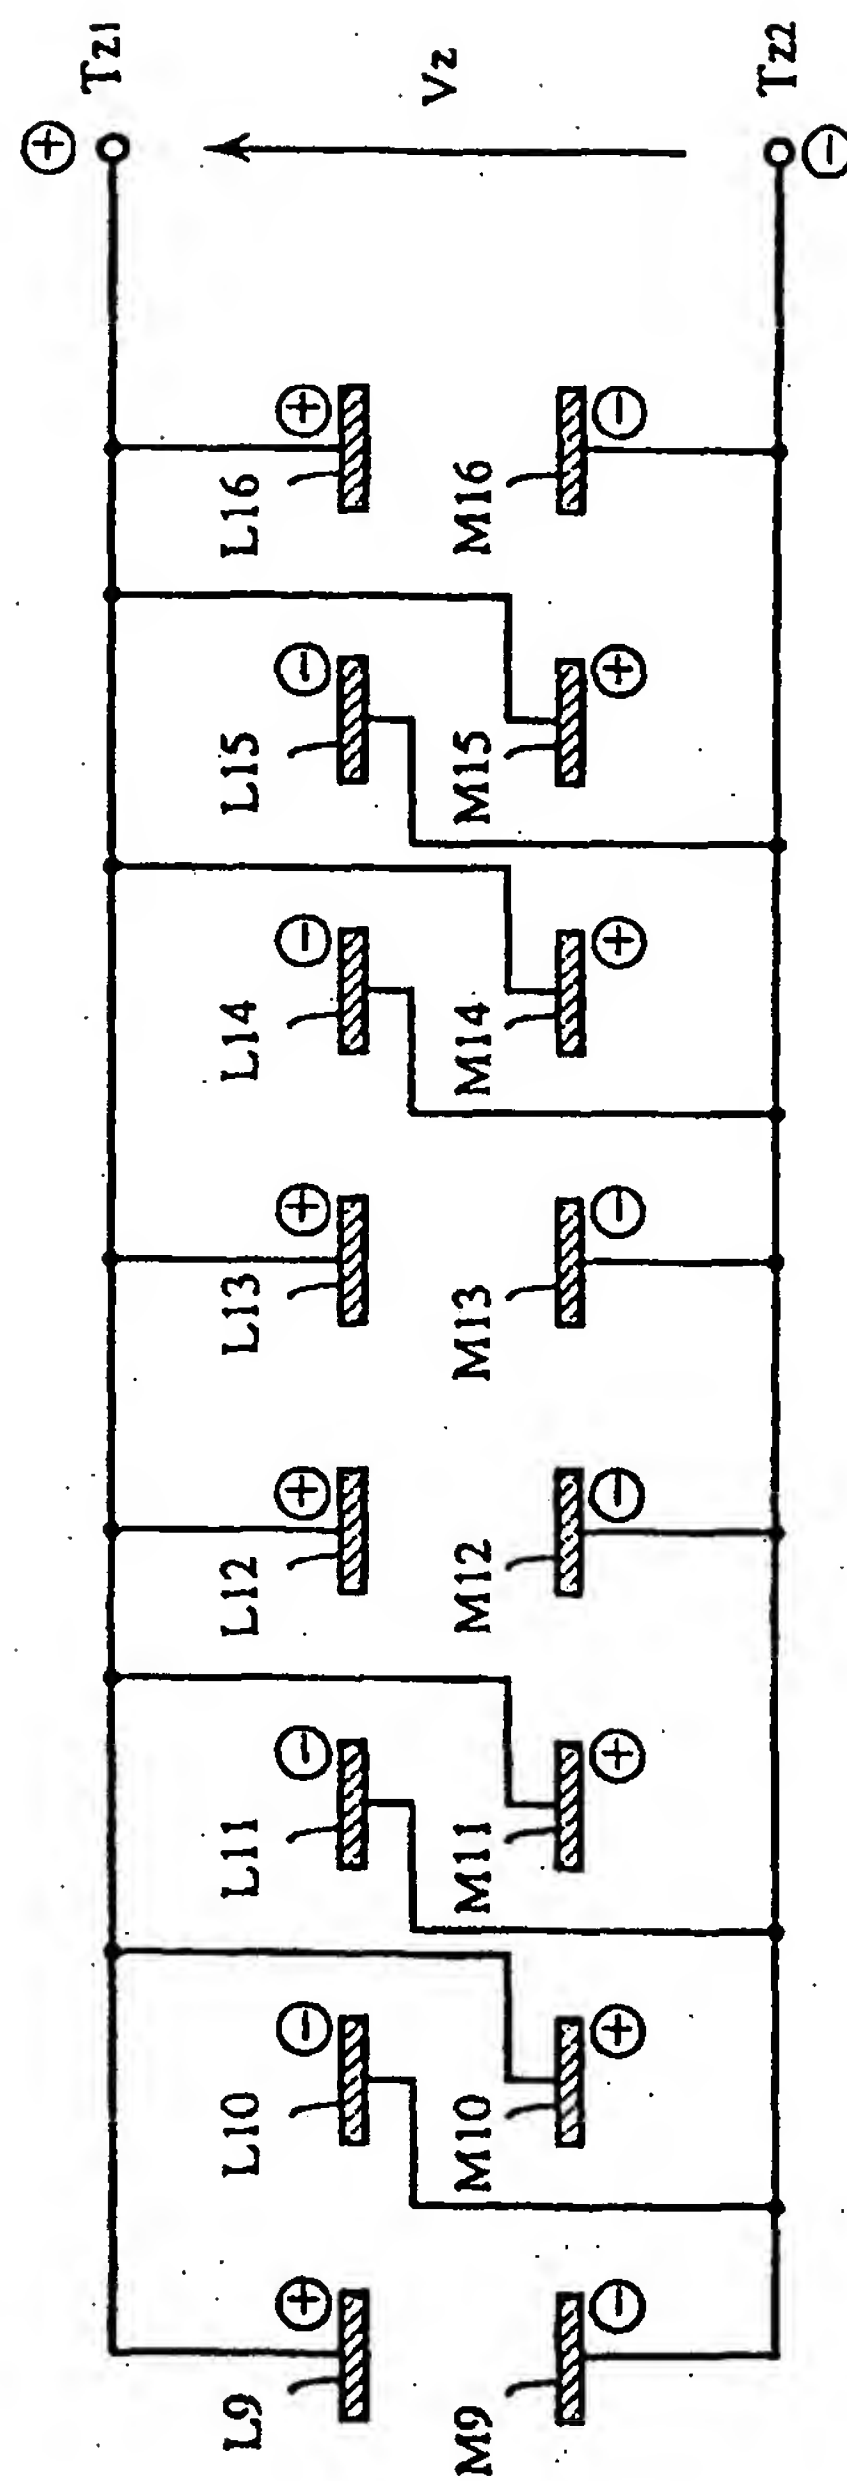 ⊕ Tz1
Vz
Tz2 ⊖
L9 ⊕
L10 ⊖
L11 ⊖
L12 ⊕
L13 ⊕
L14 ⊖
L15 ⊖
L16 ⊕
M9 ⊖
M10 ⊕
M11 ⊕
M12 ⊖
M13 ⊖
M14 ⊕
M15 ⊕
M16 ⊖